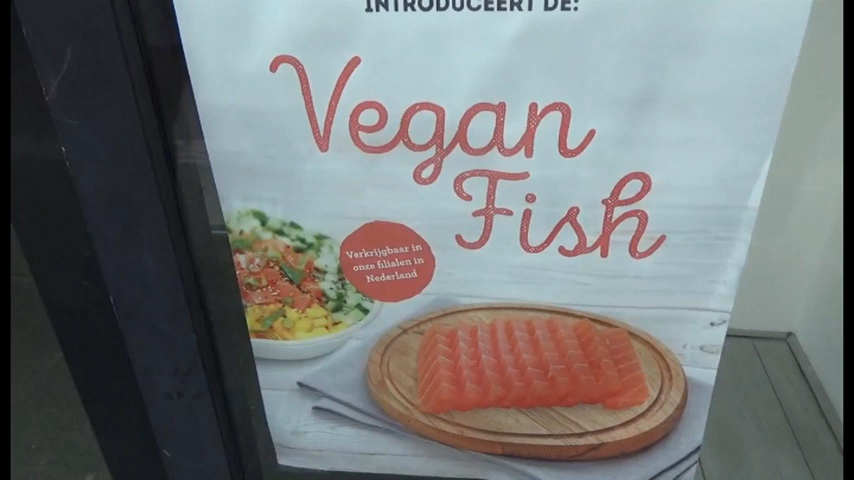 INTRODUCEERT DE:
Vegan
Fish
Verkrijgbaar in
onze filialen in
Nederland